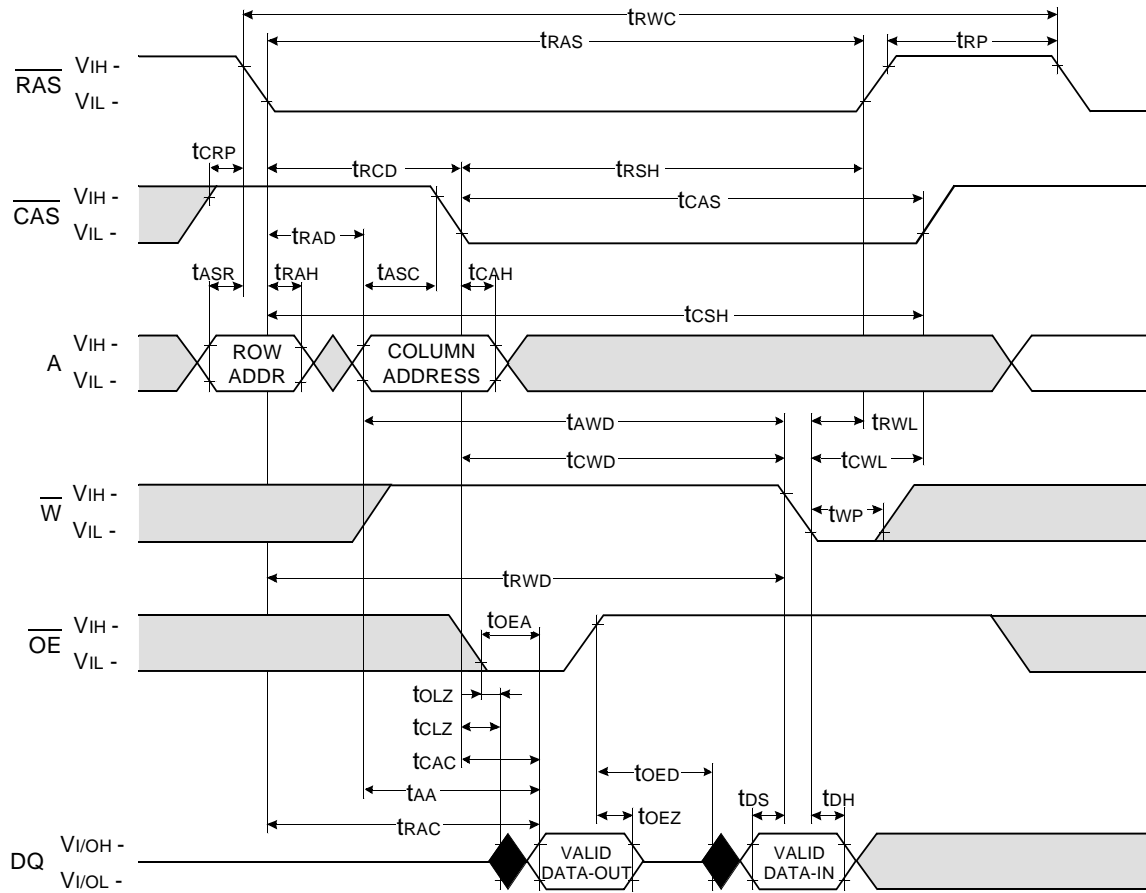 tRWC
tRAS
tRP
RAS
VIH -
VIL -
tCRP
tRCD
tRSH
CAS
VIH -
VIL -
tCAS
tRAD
tASR
tRAH
tASC
tCAH
tCSH
A
VIH -
VIL -
ROW
ADDR
COLUMN
ADDRESS
tAWD
tRWL
tCWD
tCWL
W
VIH -
VIL -
tWP
tRWD
OE
VIH -
VIL -
tOEA
tOLZ
tCLZ
tCAC
tOED
tAA
tDS
tDH
tOEZ
tRAC
DQ
VI/OH -
VI/OL -
VALID
DATA-OUT
VALID
DATA-IN